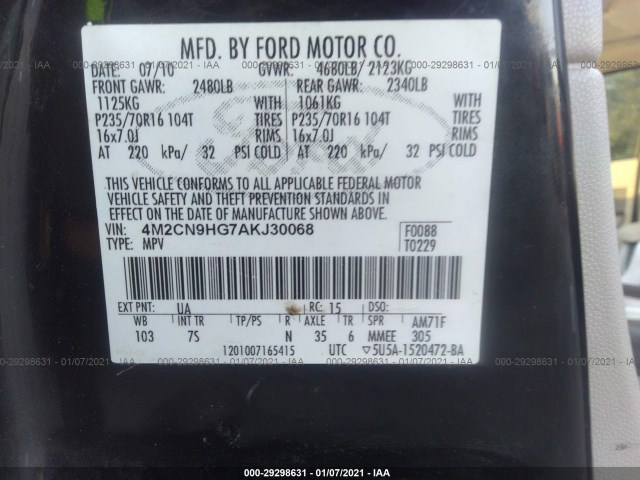 MFD. BY FORD MOTOR CO.
DATE: 07/10 GVWR: 4680LB/ 2123KG
FRONT GAWR: 2480LB REAR GAWR: 2340LB
1125KG WITH 1061KG WITH
P235/70R16 104T TIRES P235/70R16 104T TIRES
16x7.0J RIMS 16x7.0J RIMS
AT 220 kPa/ 32 PSI COLD AT 220 kPa/ 32 PSI COLD
THIS VEHICLE CONFORMS TO ALL APPLICABLE FEDERAL MOTOR
VEHICLE SAFETY AND THEFT PREVENTION STANDARDS IN
EFFECT ON THE DATE OF MANUFACTURE SHOWN ABOVE.
VIN: 4M2CN9HG7AKJ30068 F0088
TYPE: MPV T0229
EXT PNT: UA RC: 15 DSO:
WB INT TR TP/PS R AXLE TR SPR AM71F
103 7S N 35 6 MMEE 305
1201007165415 UTC ▽5U5A-1520472-BA
000-29298631 - 01/07/2021 - IAA